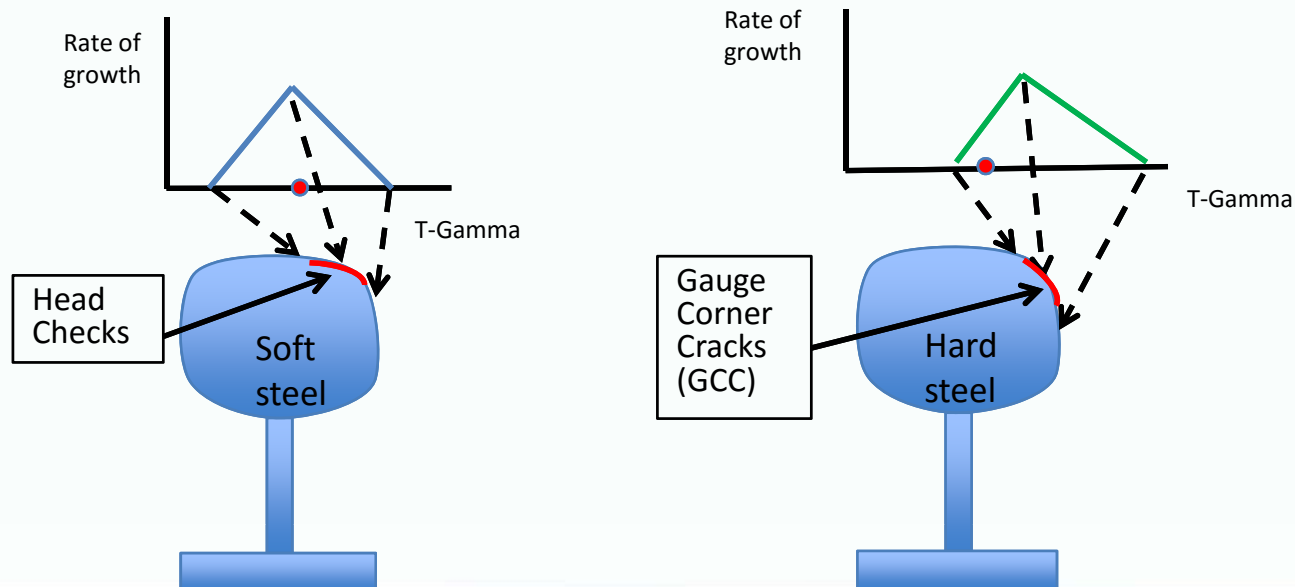 Rate of
growth
T-Gamma
Head
Checks
Soft
steel
Rate of
growth
T-Gamma
Gauge
Corner
Cracks
(GCC)
Hard
steel